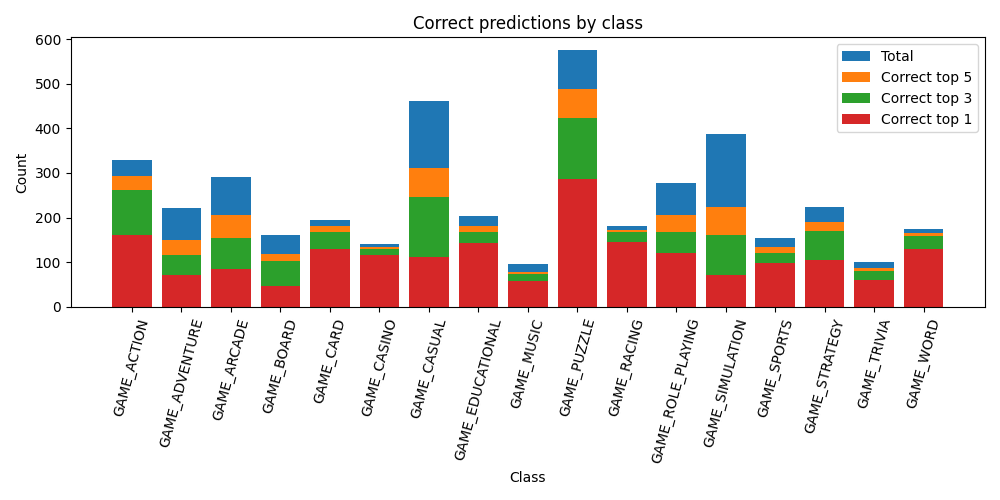 Correct predictions by class
Total
Correct top 5
Correct top 3
Correct top 1
Count
600
500
400
300
200
100
0
GAME_ACTION
GAME_ADVENTURE
GAME_ARCADE
GAME_BOARD
GAME_CARD
GAME_CASINO
GAME_CASUAL
GAME_EDUCATIONAL
GAME_MUSIC
GAME_PUZZLE
GAME_RACING
GAME_ROLE_PLAYING
GAME_SIMULATION
GAME_SPORTS
GAME_STRATEGY
GAME_TRIVIA
GAME_WORD
Class